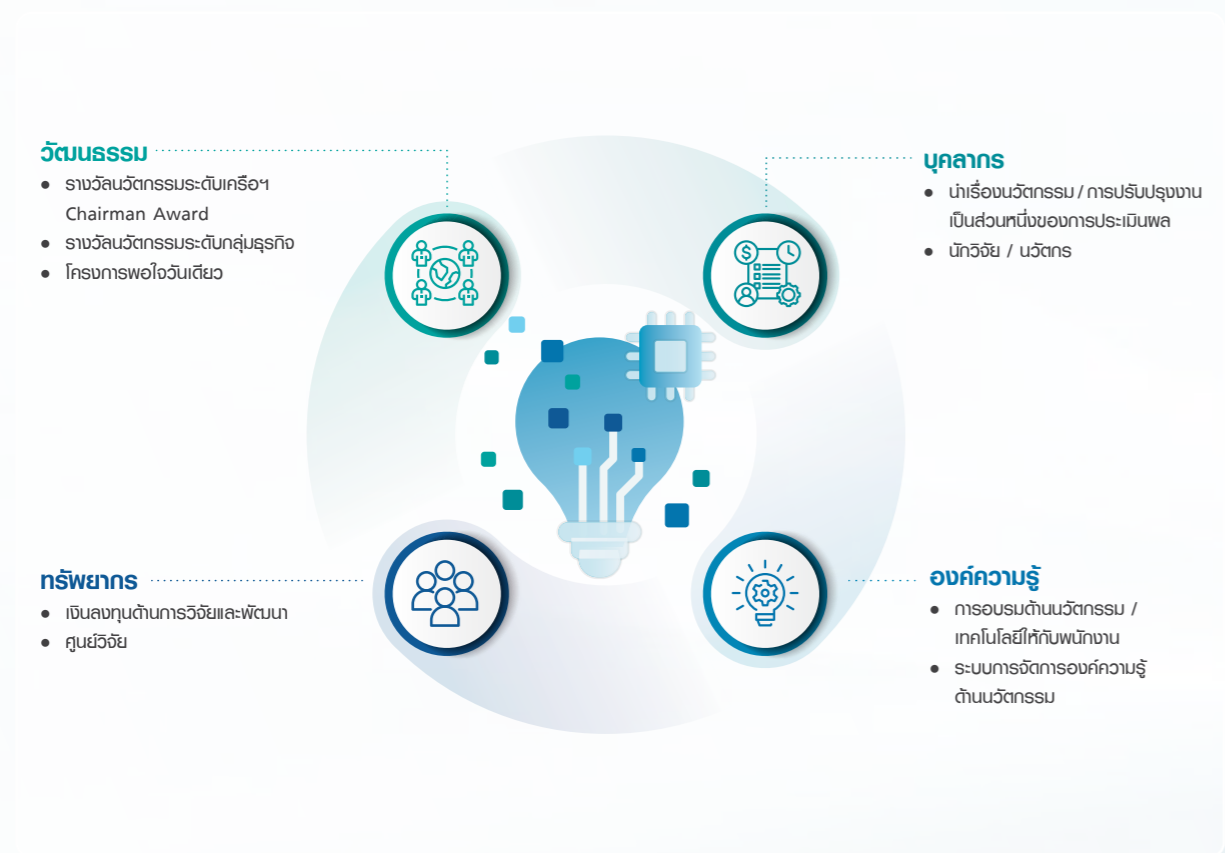 วัฒนธรรม
• รางวัลนวัตกรรมระดับเครือฯ
Chairman Award
• รางวัลนวัตกรรมระดับกลุ่มธุรกิจ
• โครงการพอใจวันเดียว
บุคลากร
• นำเรื่องนวัตกรรม / การปรับปรุงงาน
เป็นส่วนหนึ่งของการประเมินผล
• นักวิจัย / นวัตกร
ทรัพยากร
• เงินลงทุนด้านการวิจัยและพัฒนา
• ศูนย์วิจัย
องค์ความรู้
• การอบรมด้านนวัตกรรม /
เทคโนโลยีให้กับพนักงาน
• ระบบการจัดการองค์ความรู้
ด้านนวัตกรรม